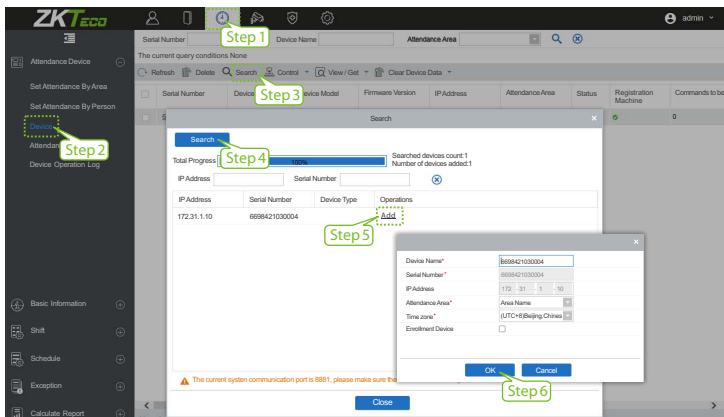 ZKTeco
admin
Step 1
Serial Number
Device Name
Attendance Area
The current query conditions None
Refresh Delete Search Control View / Get Clear Device Data
Step 3
Serial Number Device Model Firmware Version IP Address Attendance Area Status Registration Machine Commands to be
0
Attendance Device
Set Attendance By Area
Set Attendance By Person
Device
Step 2
Device Operation Log
Basic Information
Shift
Schedule
Exception
Calculate Report
Search
Search
Step 4
Total Progress 100% Searched devices count:1
Number of devices added:1
IP Address Serial Number
IP Address Serial Number Device Type Operations
172.31.1.10 6698421030004 Add
Step 5
Device Name* 6698421030004
Serial Number* 6698421030004
IP Address 172 . 31 . 1 . 10
Attendance Area* Area Name
Time zone* (UTC+8)Beijing,Chines
Enrollment Device
OK Cancel
Step 6
The current systen communication port is 8881, please make sure the
Close